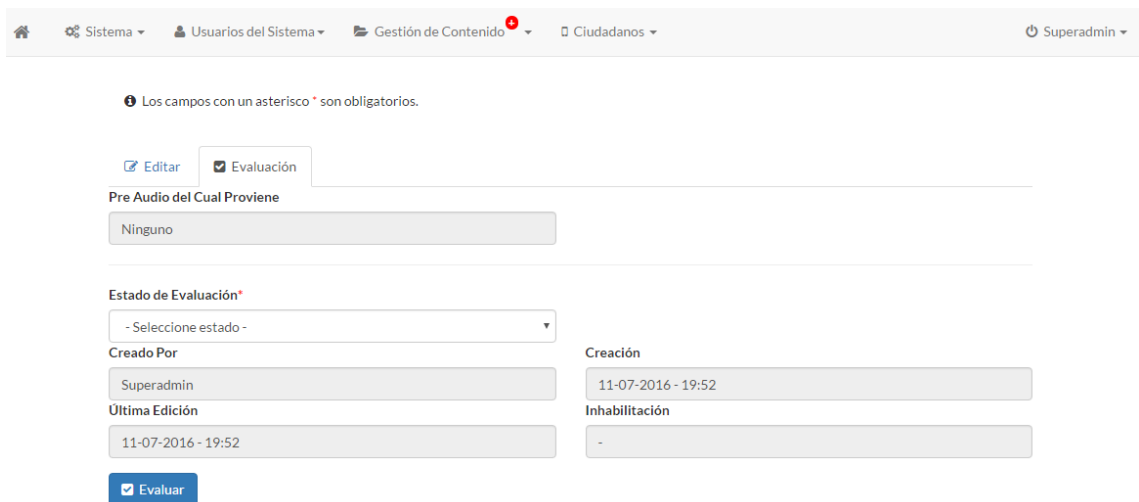 Sistema Usuarios del Sistema Gestión de Contenido Ciudadanos Superadmin
Los campos con un asterisco * son obligatorios.
Editar Evaluación
Pre Audio del Cual Proviene
Ninguno
Estado de Evaluación*
- Seleccione estado -
Creado Por Creación
Superadmin 11-07-2016 - 19:52
Última Edición Inhabilitación
11-07-2016 - 19:52 -
Evaluar